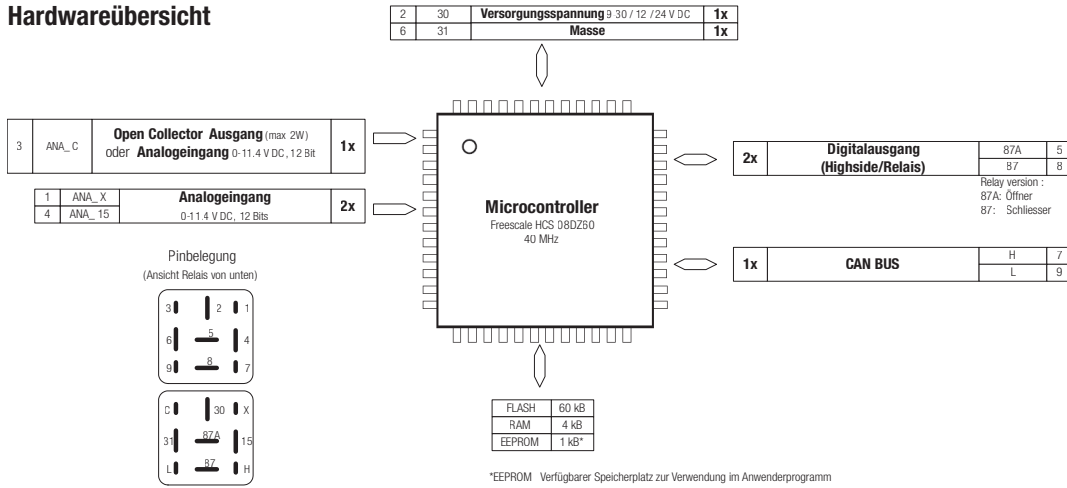 Hardwareübersicht
2 30 Versorgungsspannung 9-30 / 12 / 24 V DC 1x
6 31 Masse 1x
3 ANA_ C Open Collector Ausgang (max 2W) 1x
oder Analogeingang 0-11.4 V DC, 12 Bit
1 ANA_ X Analogeingang 2x
4 ANA_ 15 0-11.4 V DC, 12 Bits
Microcontroller
Freescale HCS 08DZ60
40 MHz
2x Digitalausgang 87A 5
(Highside/Relais) 87 8
Relay version :
87A: Öffner
87: Schliesser
1x CAN BUS H 7
L 9
Pinbelegung
(Ansicht Relais von unten)
3 2 1
6 5 4
9 8 7
C 30 X
31 87A 15
L 87 H
FLASH 60 kB
RAM 4 kB
EEPROM 1 kB*
*EEPROM Verfügbarer Speicherplatz zur Verwendung im Anwenderprogramm